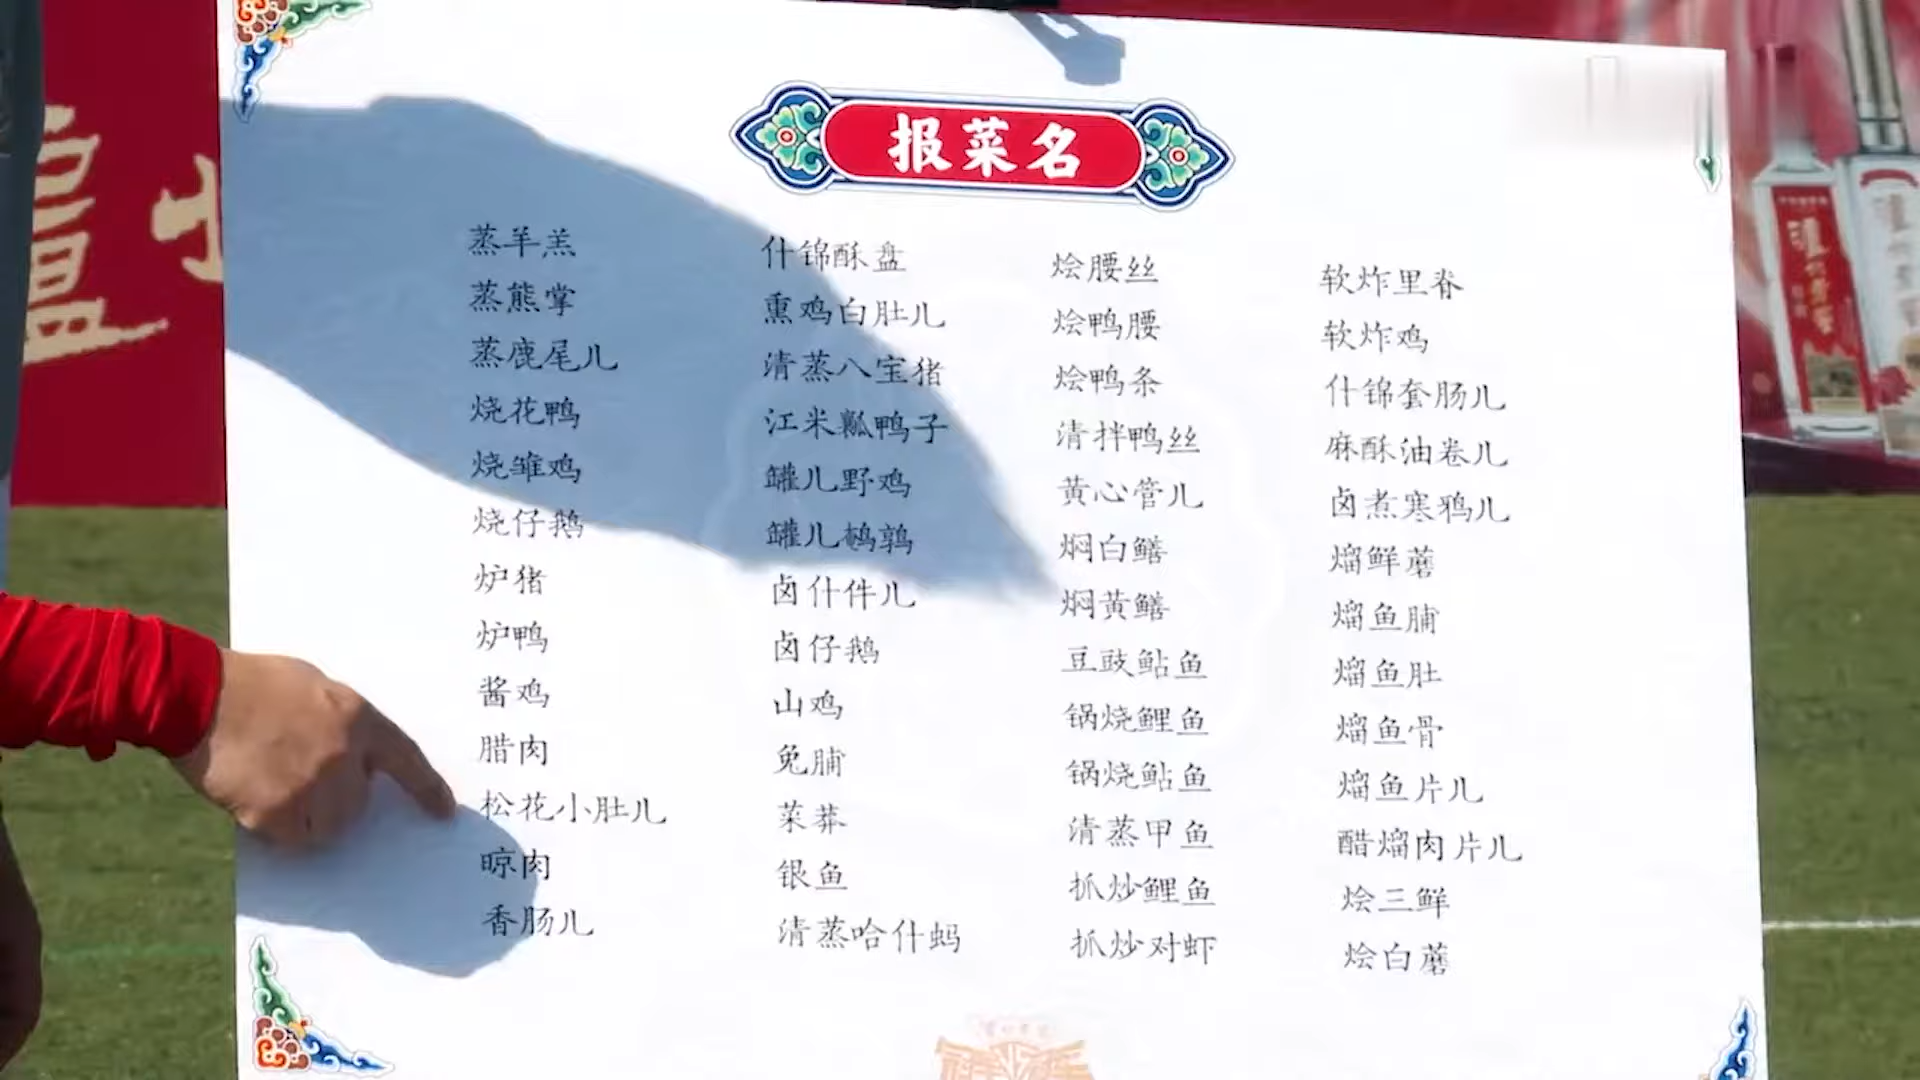 报菜名
蒸羊羔
蒸熊掌
蒸鹿尾儿
烧花鸭
烧雏鸡
烧仔鹅
炉猪
炉鸭
酱鸡
腊肉
松花小肚儿
晾肉
香肠儿
什锦酥盘
熏鸡白肚儿
清蒸八宝猪
江米瓤鸭子
罐儿野鸡
罐儿鹌鹑
卤什件儿
卤仔鹅
山鸡
兔脯
菜莽
银鱼
清蒸哈什蚂
烩腰丝
烩鸭腰
烩鸭条
清拌鸭丝
黄心管儿
焖白鳝
焖黄鳝
豆豉鲇鱼
锅烧鲤鱼
锅烧鲇鱼
清蒸甲鱼
抓炒鲤鱼
抓炒对虾
软炸里脊
软炸鸡
什锦套肠儿
麻酥油卷儿
卤煮寒鸦儿
熘鲜蘑
熘鱼脯
熘鱼肚
熘鱼骨
熘鱼片儿
醋熘肉片儿
烩三鲜
烩白蘑